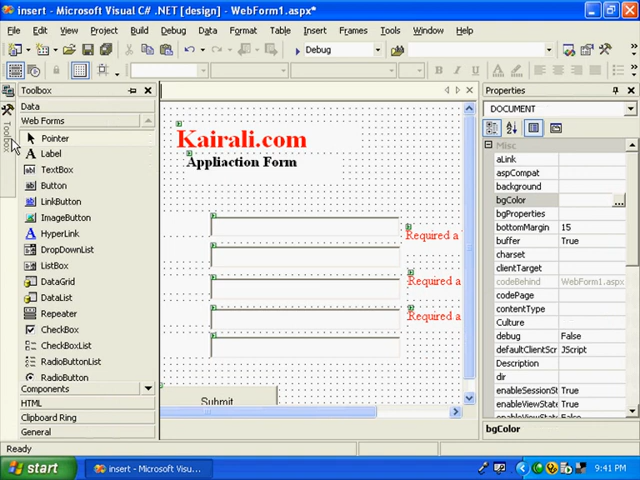 insert - Microsoft Visual C# .NET [design] - WebForm1.aspx*
File Edit View Project Build Debug Data Format Table Insert Frames Tools Window
Debug
Toolbox
Data
Web Forms
Pointer
Label
TextBox
Button
LinkButton
ImageButton
HyperLink
DropDownList
ListBox
DataGrid
DataList
Repeater
CheckBox
CheckBoxList
RadioButtonList
RadioButton
Components
HTML
Clipboard Ring
General
Toolbox
Kairali.com
Appliaction Form
Required a
Required a
Required a
Submit
Properties
DOCUMENT
Misc
aLink
aspCompat
background
bgColor
bgProperties
bottomMargin 15
buffer True
charset
clientTarget
codeBehind WebForm1.aspx
codePage
contentType
Culture
debug False
defaultClientScr JScript
Description
dir
enableSessionSt True
enableViewState True
bgColor
Ready
start
insert - Microsoft Visu...
9:41 PM